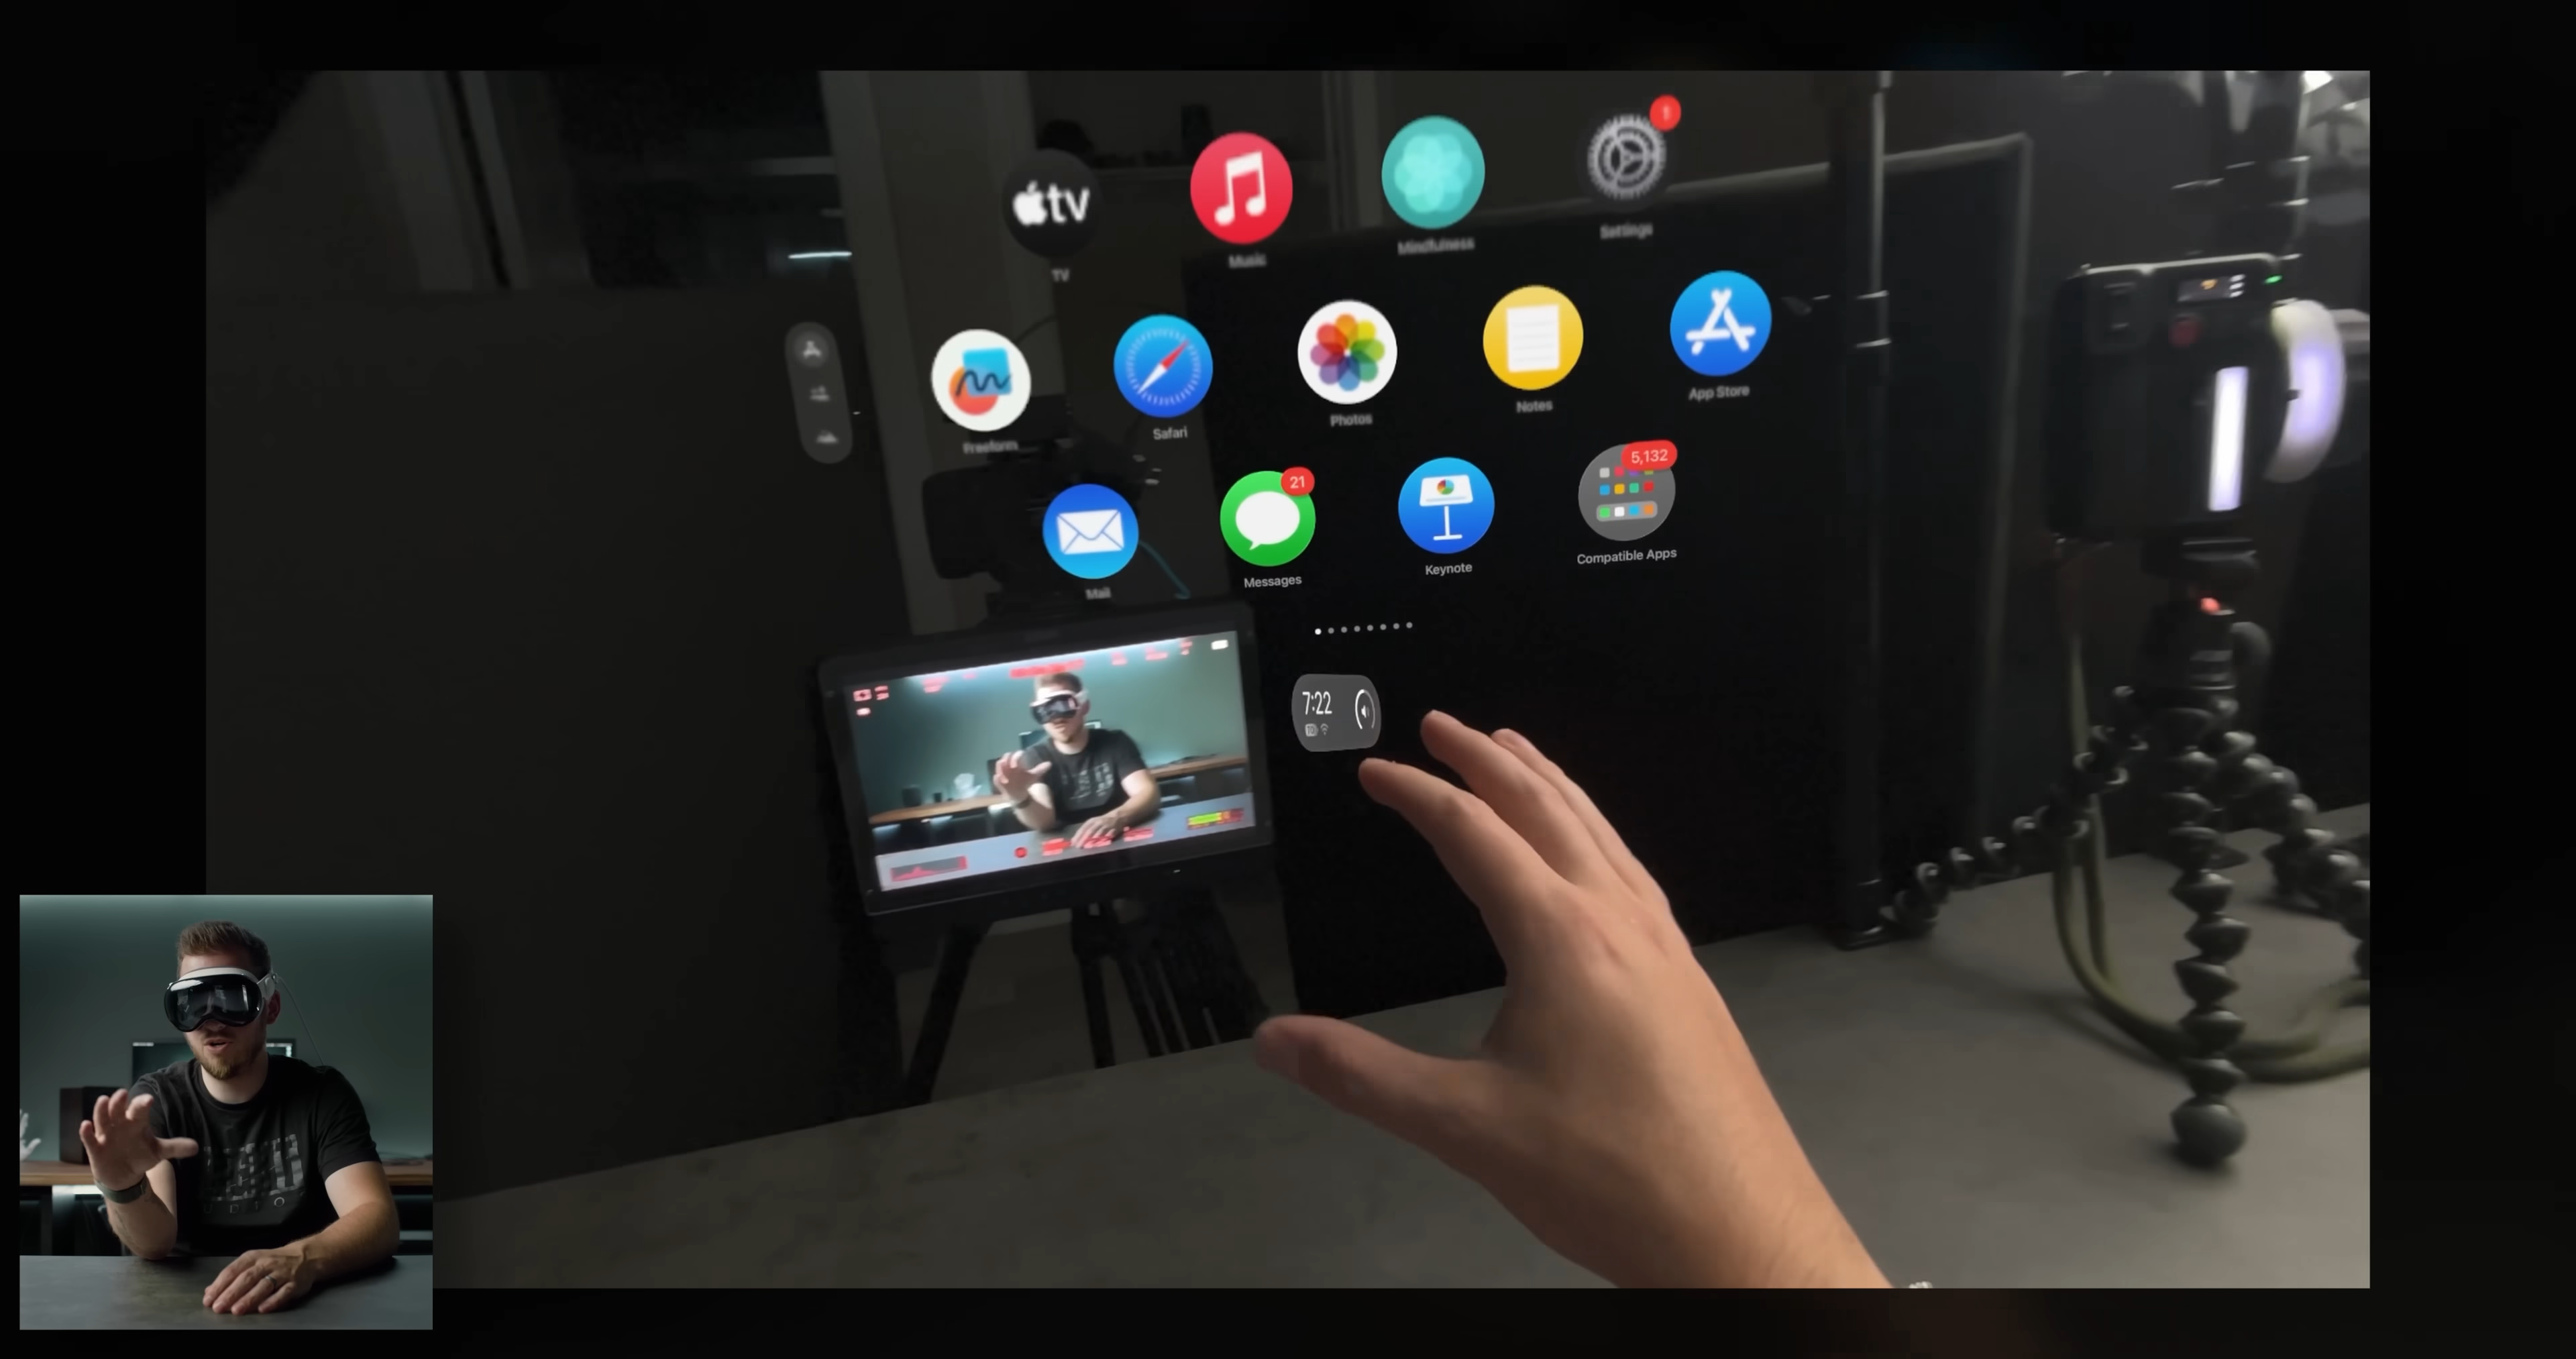 tv
TV
Music
Mindfulness
Settings
Freeform
Safari
Photos
Notes
App Store
Mail
21
Messages
Keynote
5,132
Compatible Apps
7:22